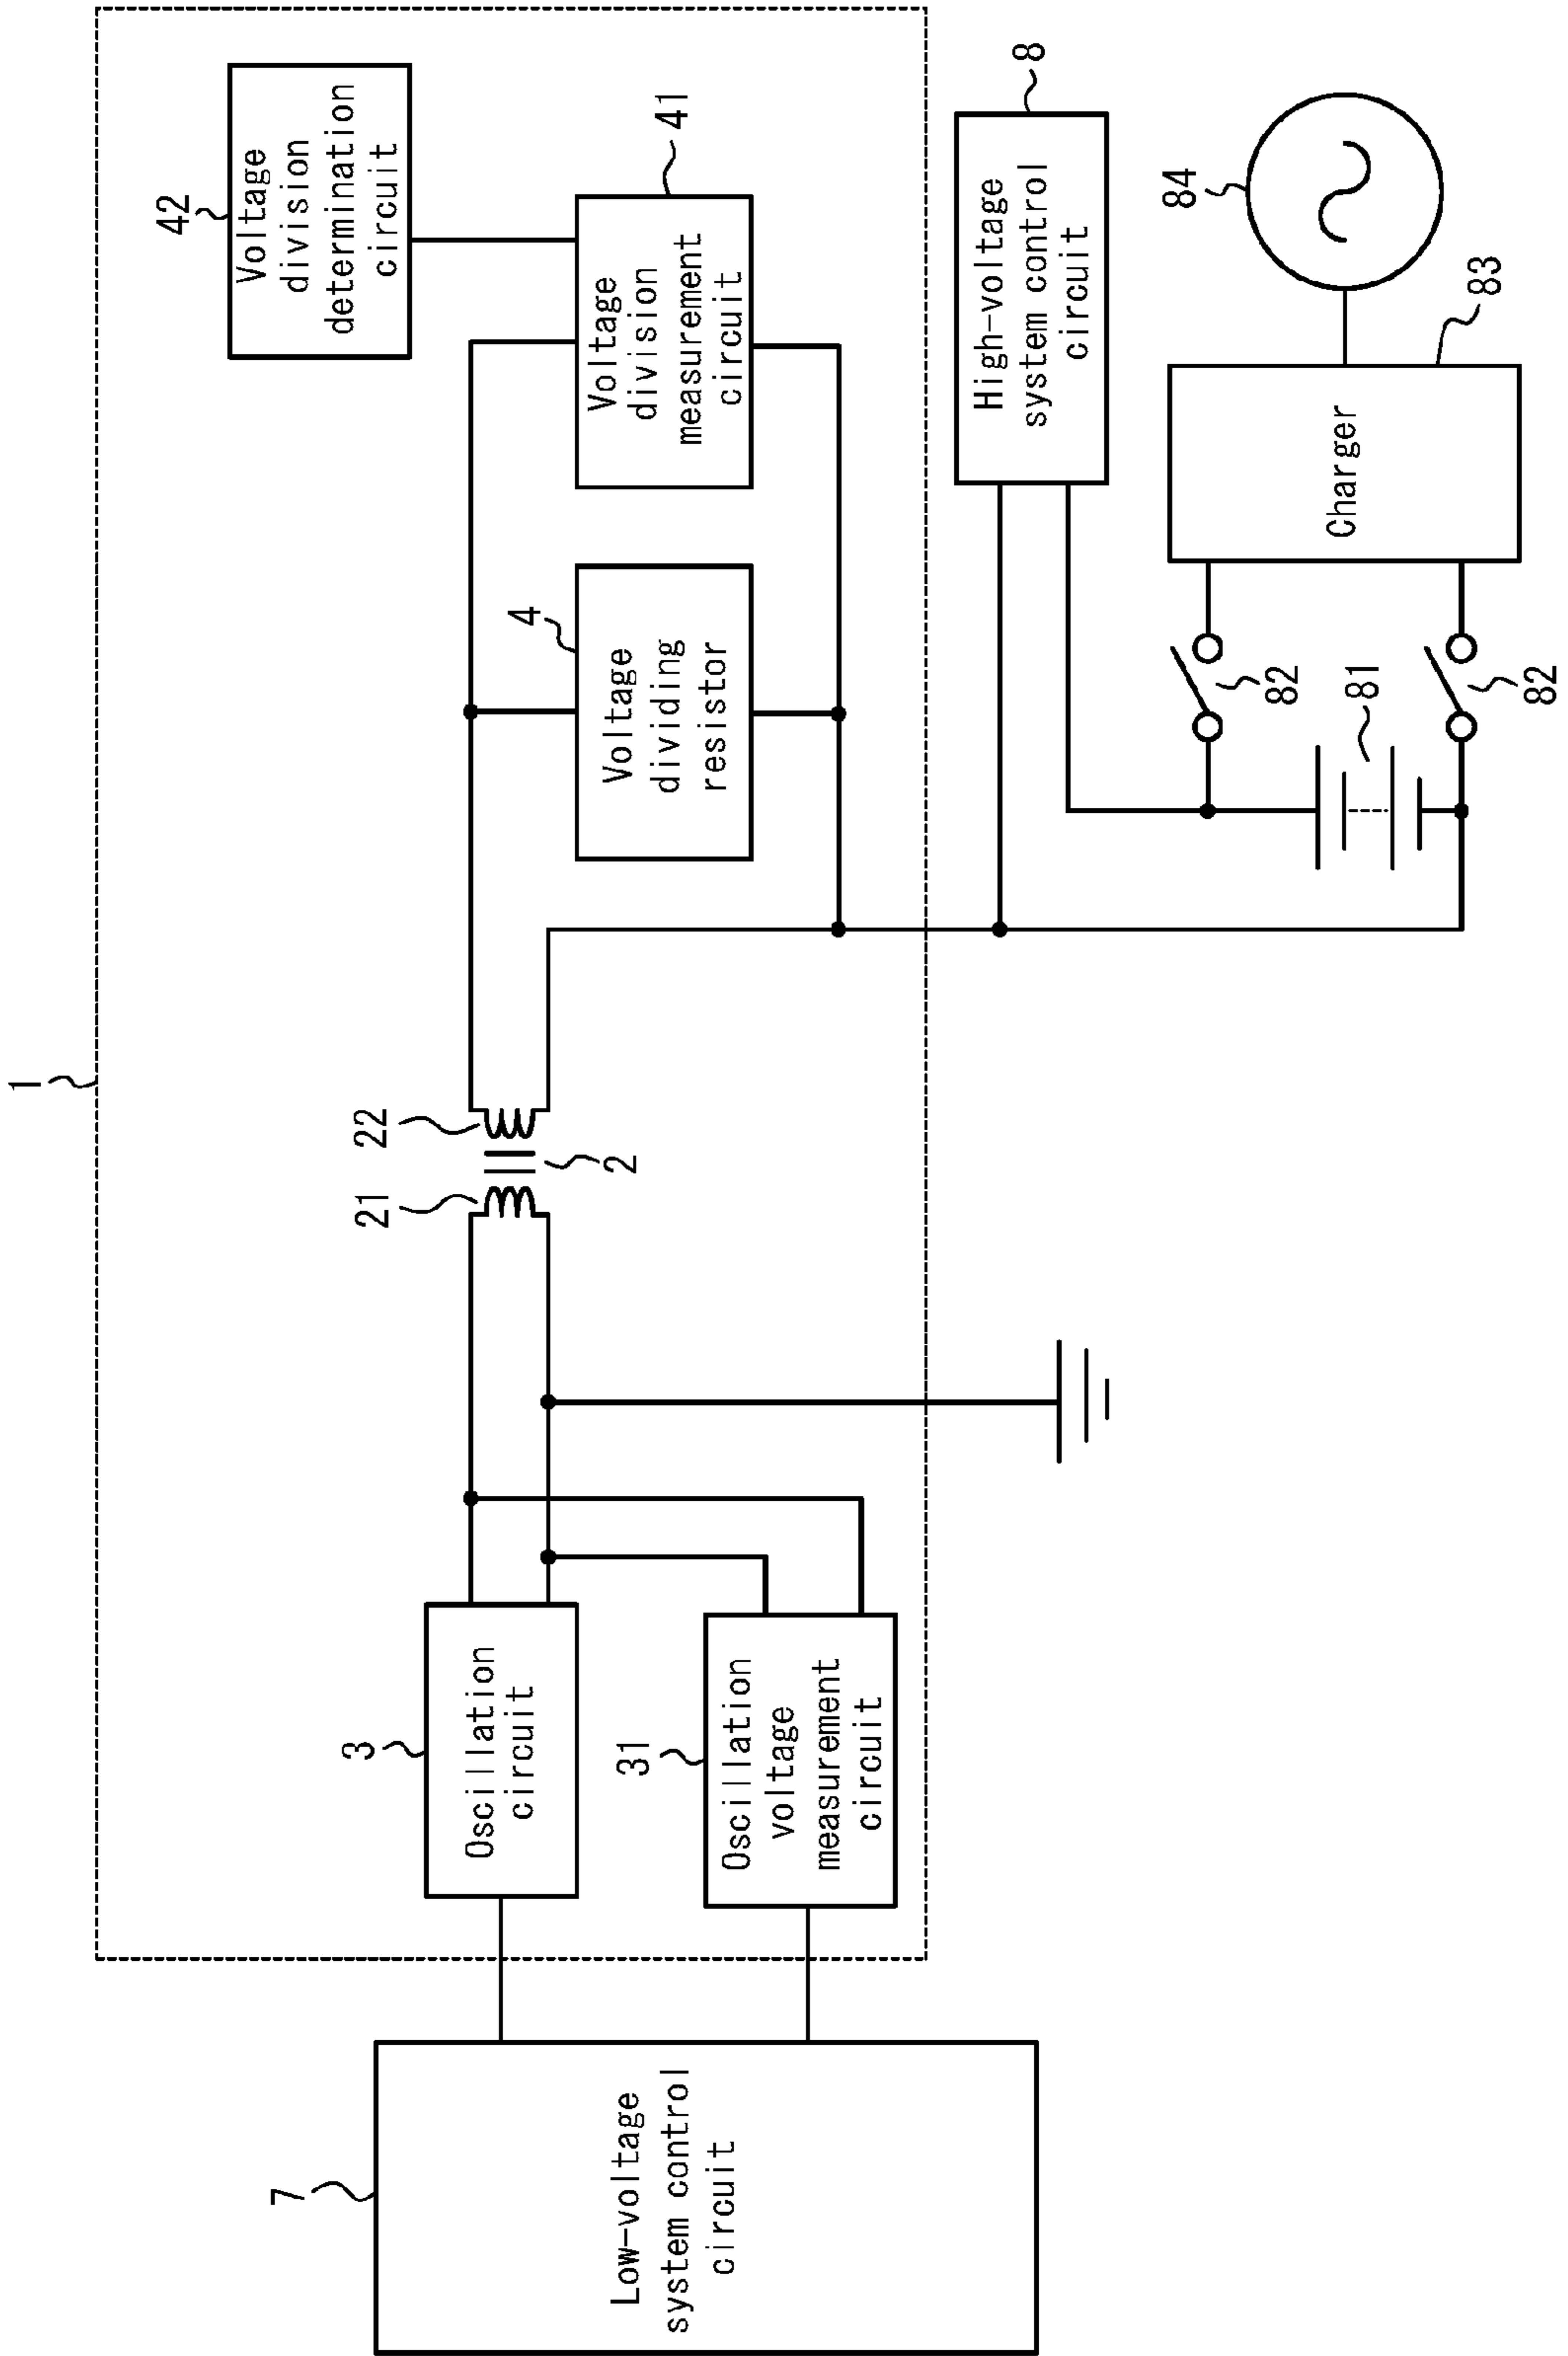 1
42
Voltage
division
determination
circuit
41
Voltage
division
measurement
circuit
4
Voltage
dividing
resistor
22
2
21
3
Oscillation
circuit
31
Oscillation
voltage
measurement
circuit
7
Low-voltage
system control
circuit
8
High-voltage
system control
circuit
84
83
Charger
82
81
82